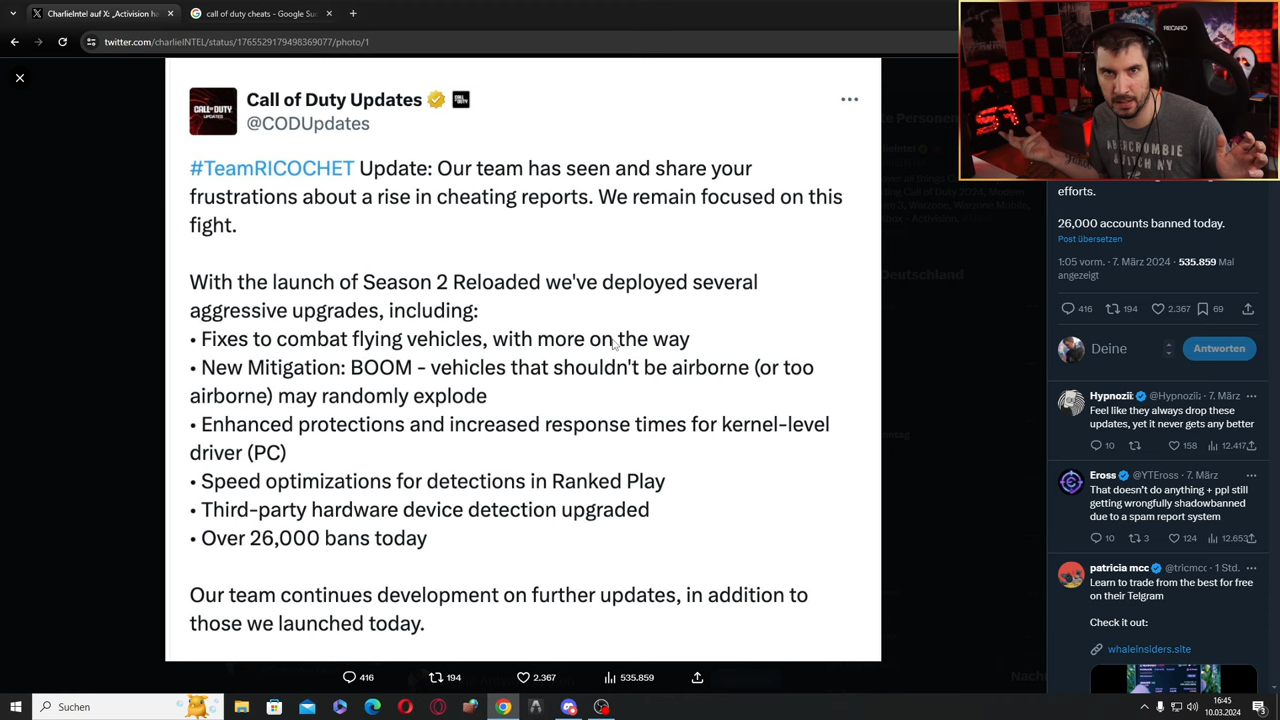 CharlieIntel auf X: „Activision ha
call of duty cheats - Google Suc
twitter.com/charlieINTEL/status/1765529179498369077/photo/1
Call of Duty Updates
@CODUpdates
#TeamRICOCHET Update: Our team has seen and share your
frustrations about a rise in cheating reports. We remain focused on this
fight.
With the launch of Season 2 Reloaded we've deployed several
aggressive upgrades, including:
• Fixes to combat flying vehicles, with more on the way
• New Mitigation: BOOM - vehicles that shouldn't be airborne (or too
airborne) may randomly explode
• Enhanced protections and increased response times for kernel-level
driver (PC)
• Speed optimizations for detections in Ranked Play
• Third-party hardware device detection upgraded
• Over 26,000 bans today
Our team continues development on further updates, in addition to
those we launched today.
416
194
2.367
535.859
RECARO
ABERCROMBIE
efforts.
26,000 accounts banned today.
Post übersetzen
1:05 vorm. · 7. März 2024 · 535.859 Mal
angezeigt
416
194
2.367
69
Deine
Antworten
Hypnoziiz @Hypnoziiz · 7. März
Feel like they always drop these
updates, yet it never gets any better
10
158
12.417
Eross @YTEross · 7. März
That doesn't do anything + ppl still
getting wrongfully shadowbanned
due to a spam report system
10
3
124
12.653
patricia mcc @tricmcc · 1 Std.
Learn to trade from the best for free
on their Telgram
Check it out:
whaleinsiders.site
Suchen
16:45
10.03.2024